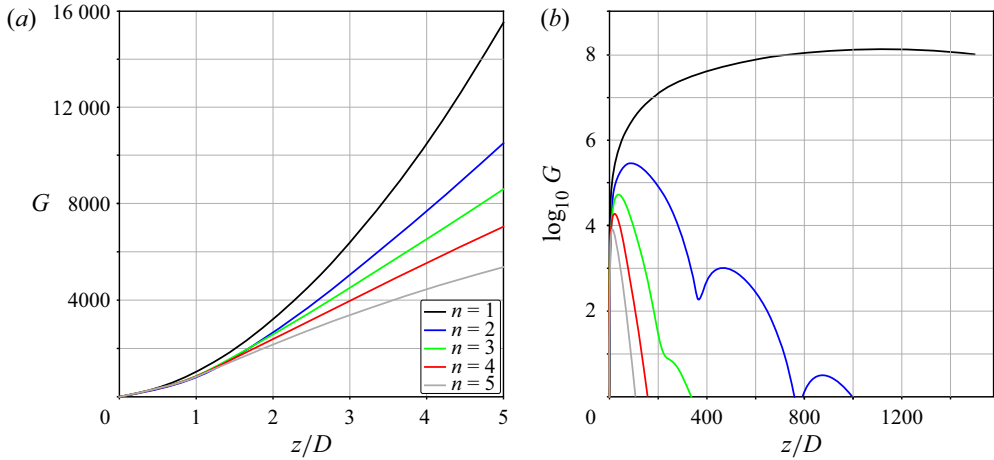 (a)
16 000
12 000
G
8000
4000
0
1
2
3
4
5
z/D
n = 1
n = 2
n = 3
n = 4
n = 5
(b)
8
6
log10 G
4
2
0
400
800
1200
z/D